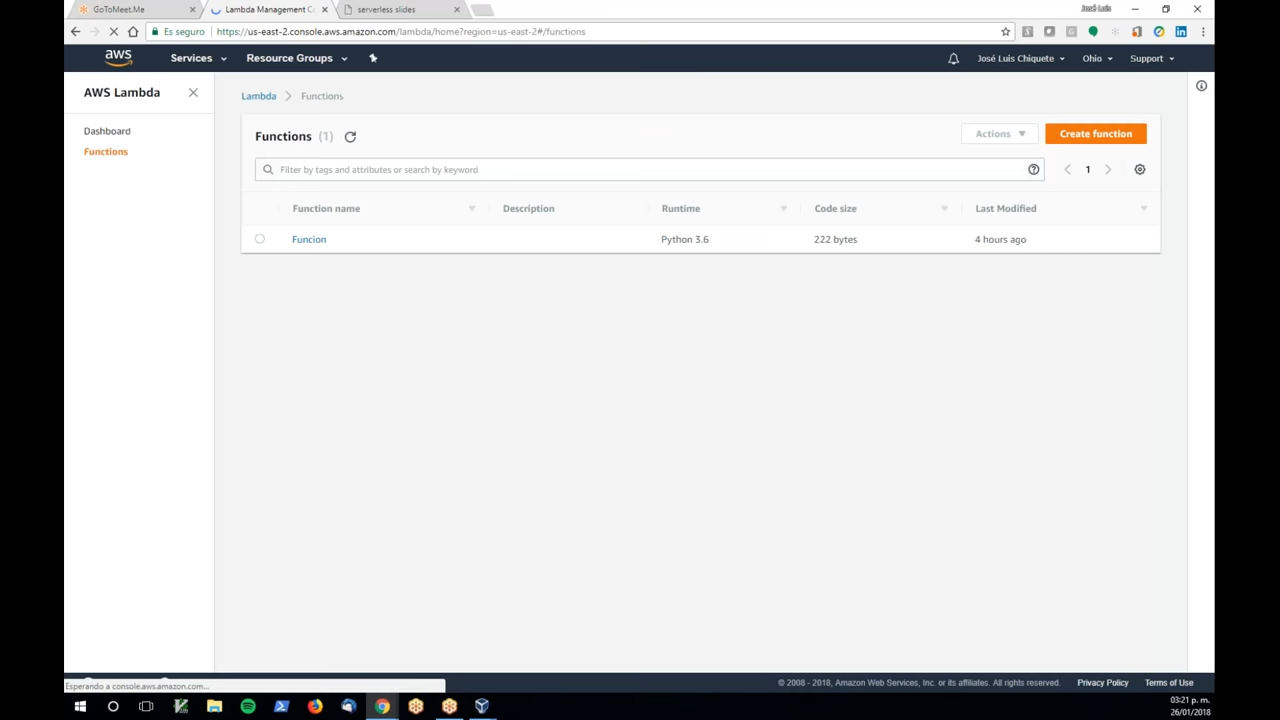 GoToMeet.Me
Lambda Management C
serverless slides
José Luis
Es seguro
https://us-east-2.console.aws.amazon.com/lambda/home?region=us-east-2#/functions
aws
Services
Resource Groups
José Luis Chiquete
Ohio
Support
AWS Lambda
Dashboard
Functions
Lambda
Functions
Functions (1)
Actions
Create function
Filter by tags and attributes or search by keyword
1
Function name
Description
Runtime
Code size
Last Modified
Funcion
Python 3.6
222 bytes
4 hours ago
Esperando a console.aws.amazon.com...
© 2008 - 2018, Amazon Web Services, Inc. or its affiliates. All rights reserved.
Privacy Policy
Terms of Use
03:21 p. m.
26/01/2018